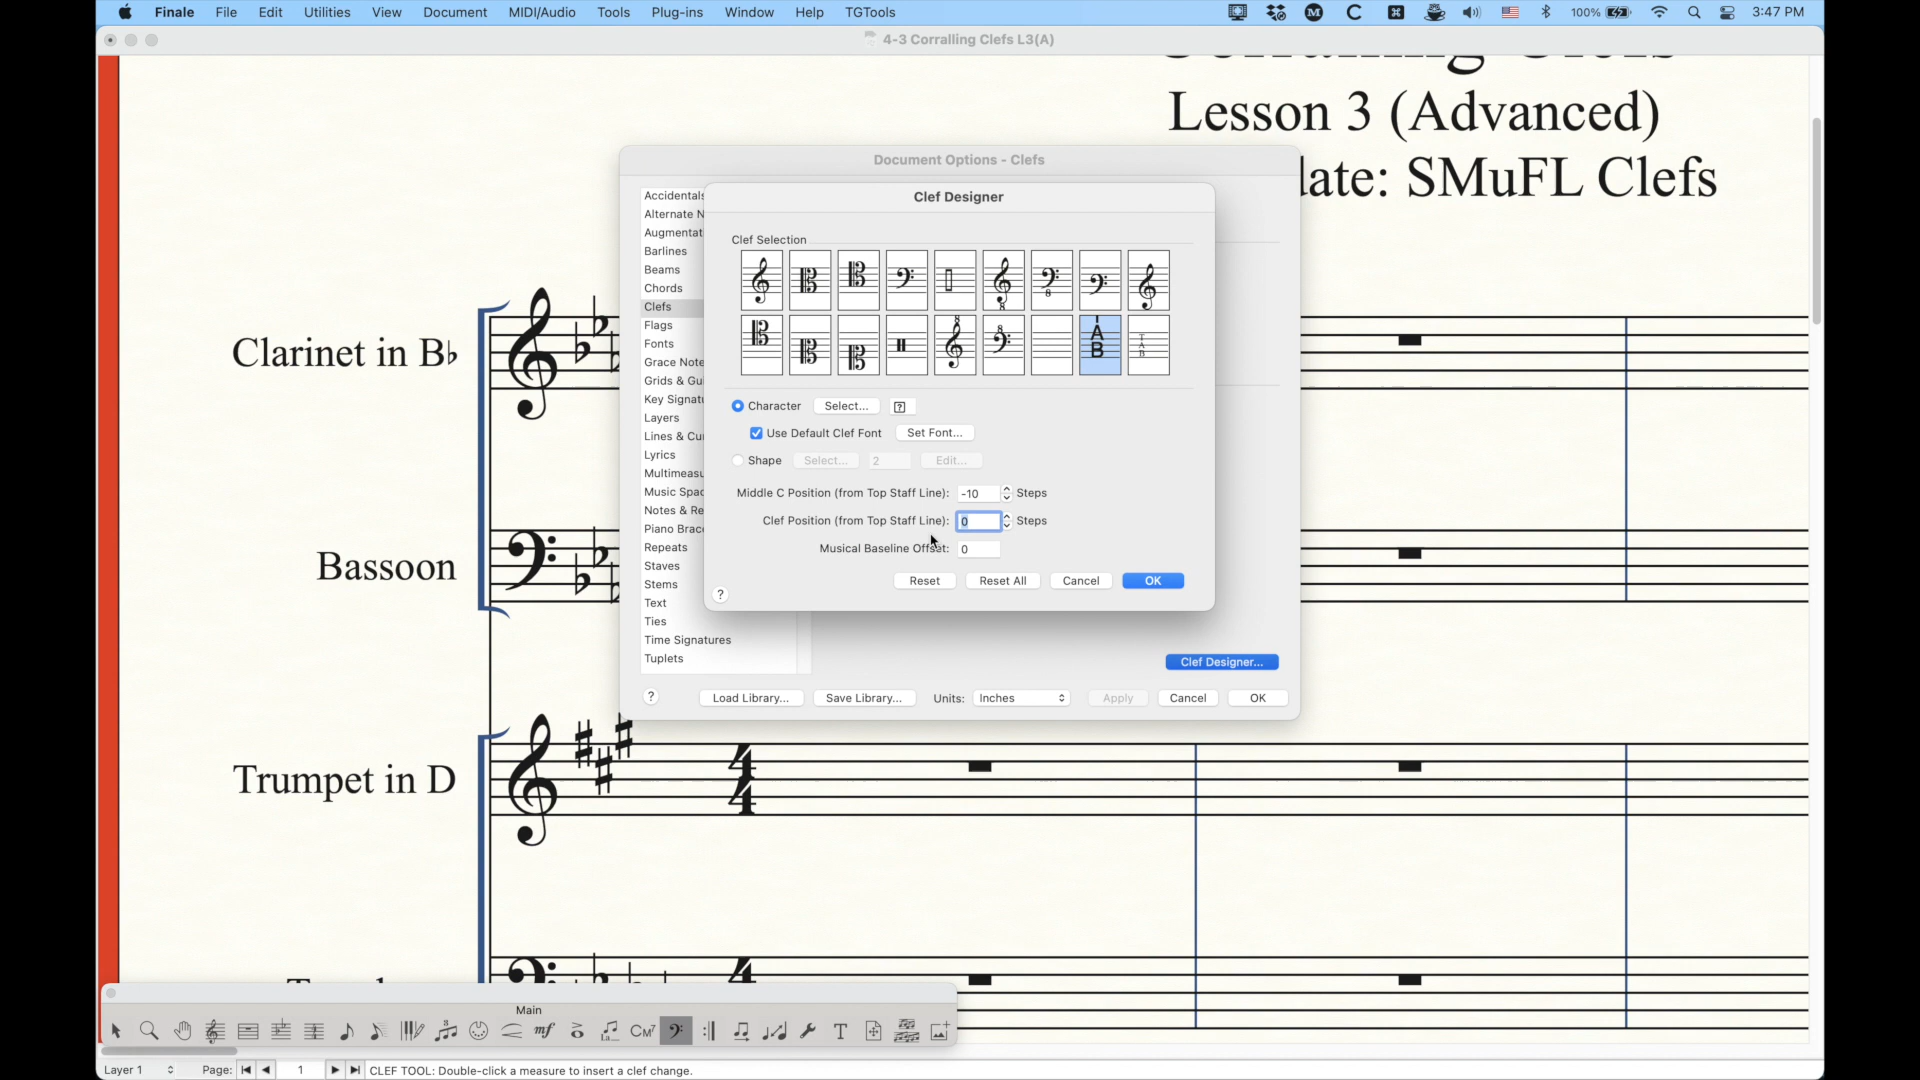 Finale File Edit Utilities View Document MIDI/Audio Tools Plug-ins Window Help TGTools 100% 3:47 PM
4-3 Corralling Clefs L3(A)
Lesson 3 (Advanced)
SMuFL Clefs
Document Options - Clefs
Clef Designer
Clef Selection
Accidentals
Alternate N
Augmentat
Barlines
Beams
Chords
Clefs
Flags
Fonts
Grace Note
Grids & Gui
Key Signatu
Layers
Lines & Cur
Lyrics
Multimeasu
Music Spac
Notes & Re
Piano Brace
Repeats
Staves
Stems
Text
Ties
Time Signatures
Tuplets
Character Select... ?
Use Default Clef Font Set Font...
Shape Select... 2 Edit...
Middle C Position (from Top Staff Line): -10 Steps
Clef Position (from Top Staff Line): 0 Steps
Musical Baseline Offset: 0
? Reset Reset All Cancel OK
Clef Designer...
? Load Library... Save Library... Units: Inches Apply Cancel OK
Clarinet in B♭
Bassoon
Trumpet in D
Main
Layer 1 Page: 1 CLEF TOOL: Double-click a measure to insert a clef change.